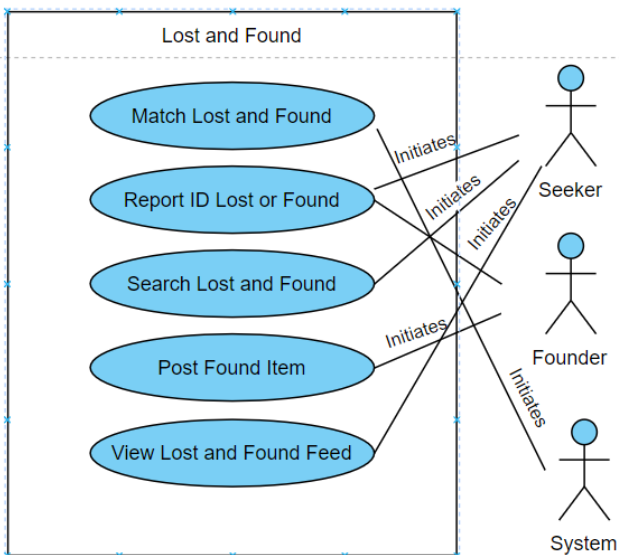 Lost and Found
Match Lost and Found
Initiates
Report ID Lost or Found
Initiates
Seeker
Initiates
Search Lost and Found
Initiates
Founder
Post Found Item
Initiates
View Lost and Found Feed
System